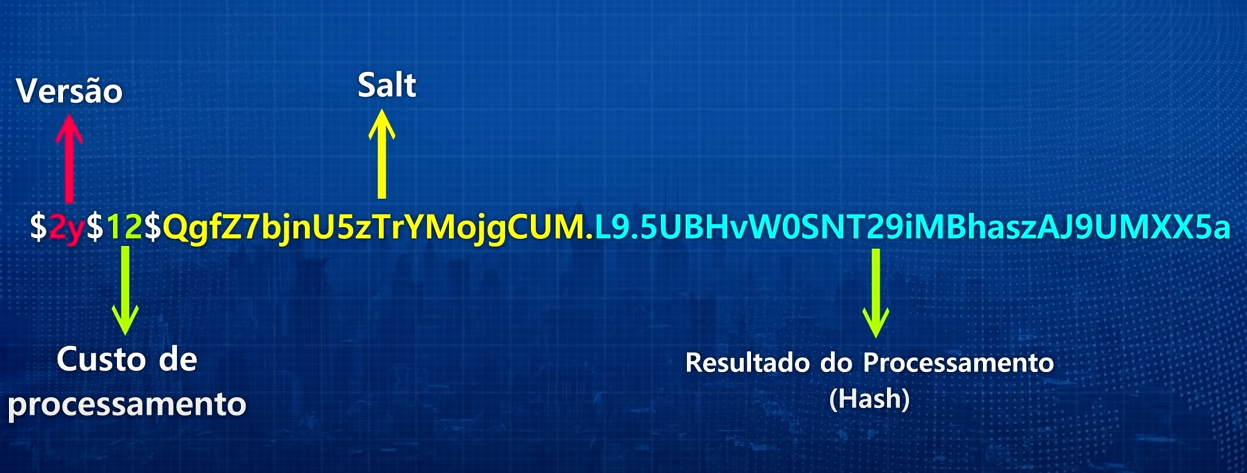 Versão
Salt
$2y$12$QgfZ7bjnU5zTrYMojgCUM.L9.5UBHvW0SNT29iMBhaszAJ9UMXX5a
Custo de
processamento
Resultado do Processamento
(Hash)